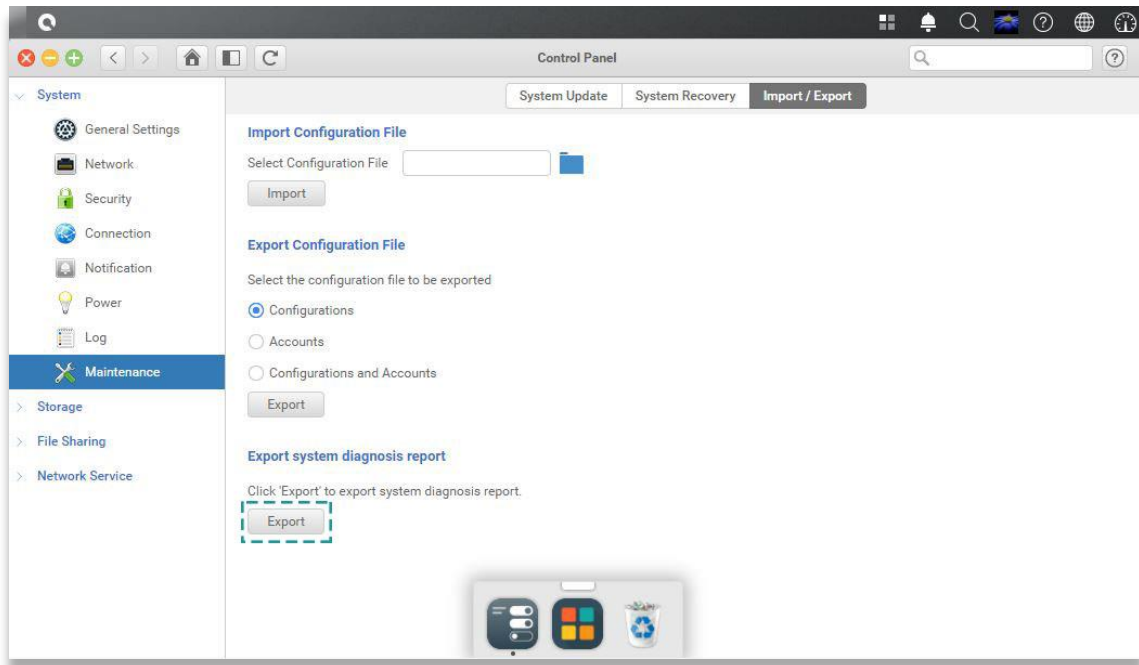 Control Panel
System
General Settings
Network
Security
Connection
Notification
Power
Log
Maintenance
Storage
File Sharing
Network Service
System Update
System Recovery
Import / Export
Import Configuration File
Select Configuration File
Import
Export Configuration File
Select the configuration file to be exported
Configurations
Accounts
Configurations and Accounts
Export
Export system diagnosis report
Click 'Export' to export system diagnosis report.
Export